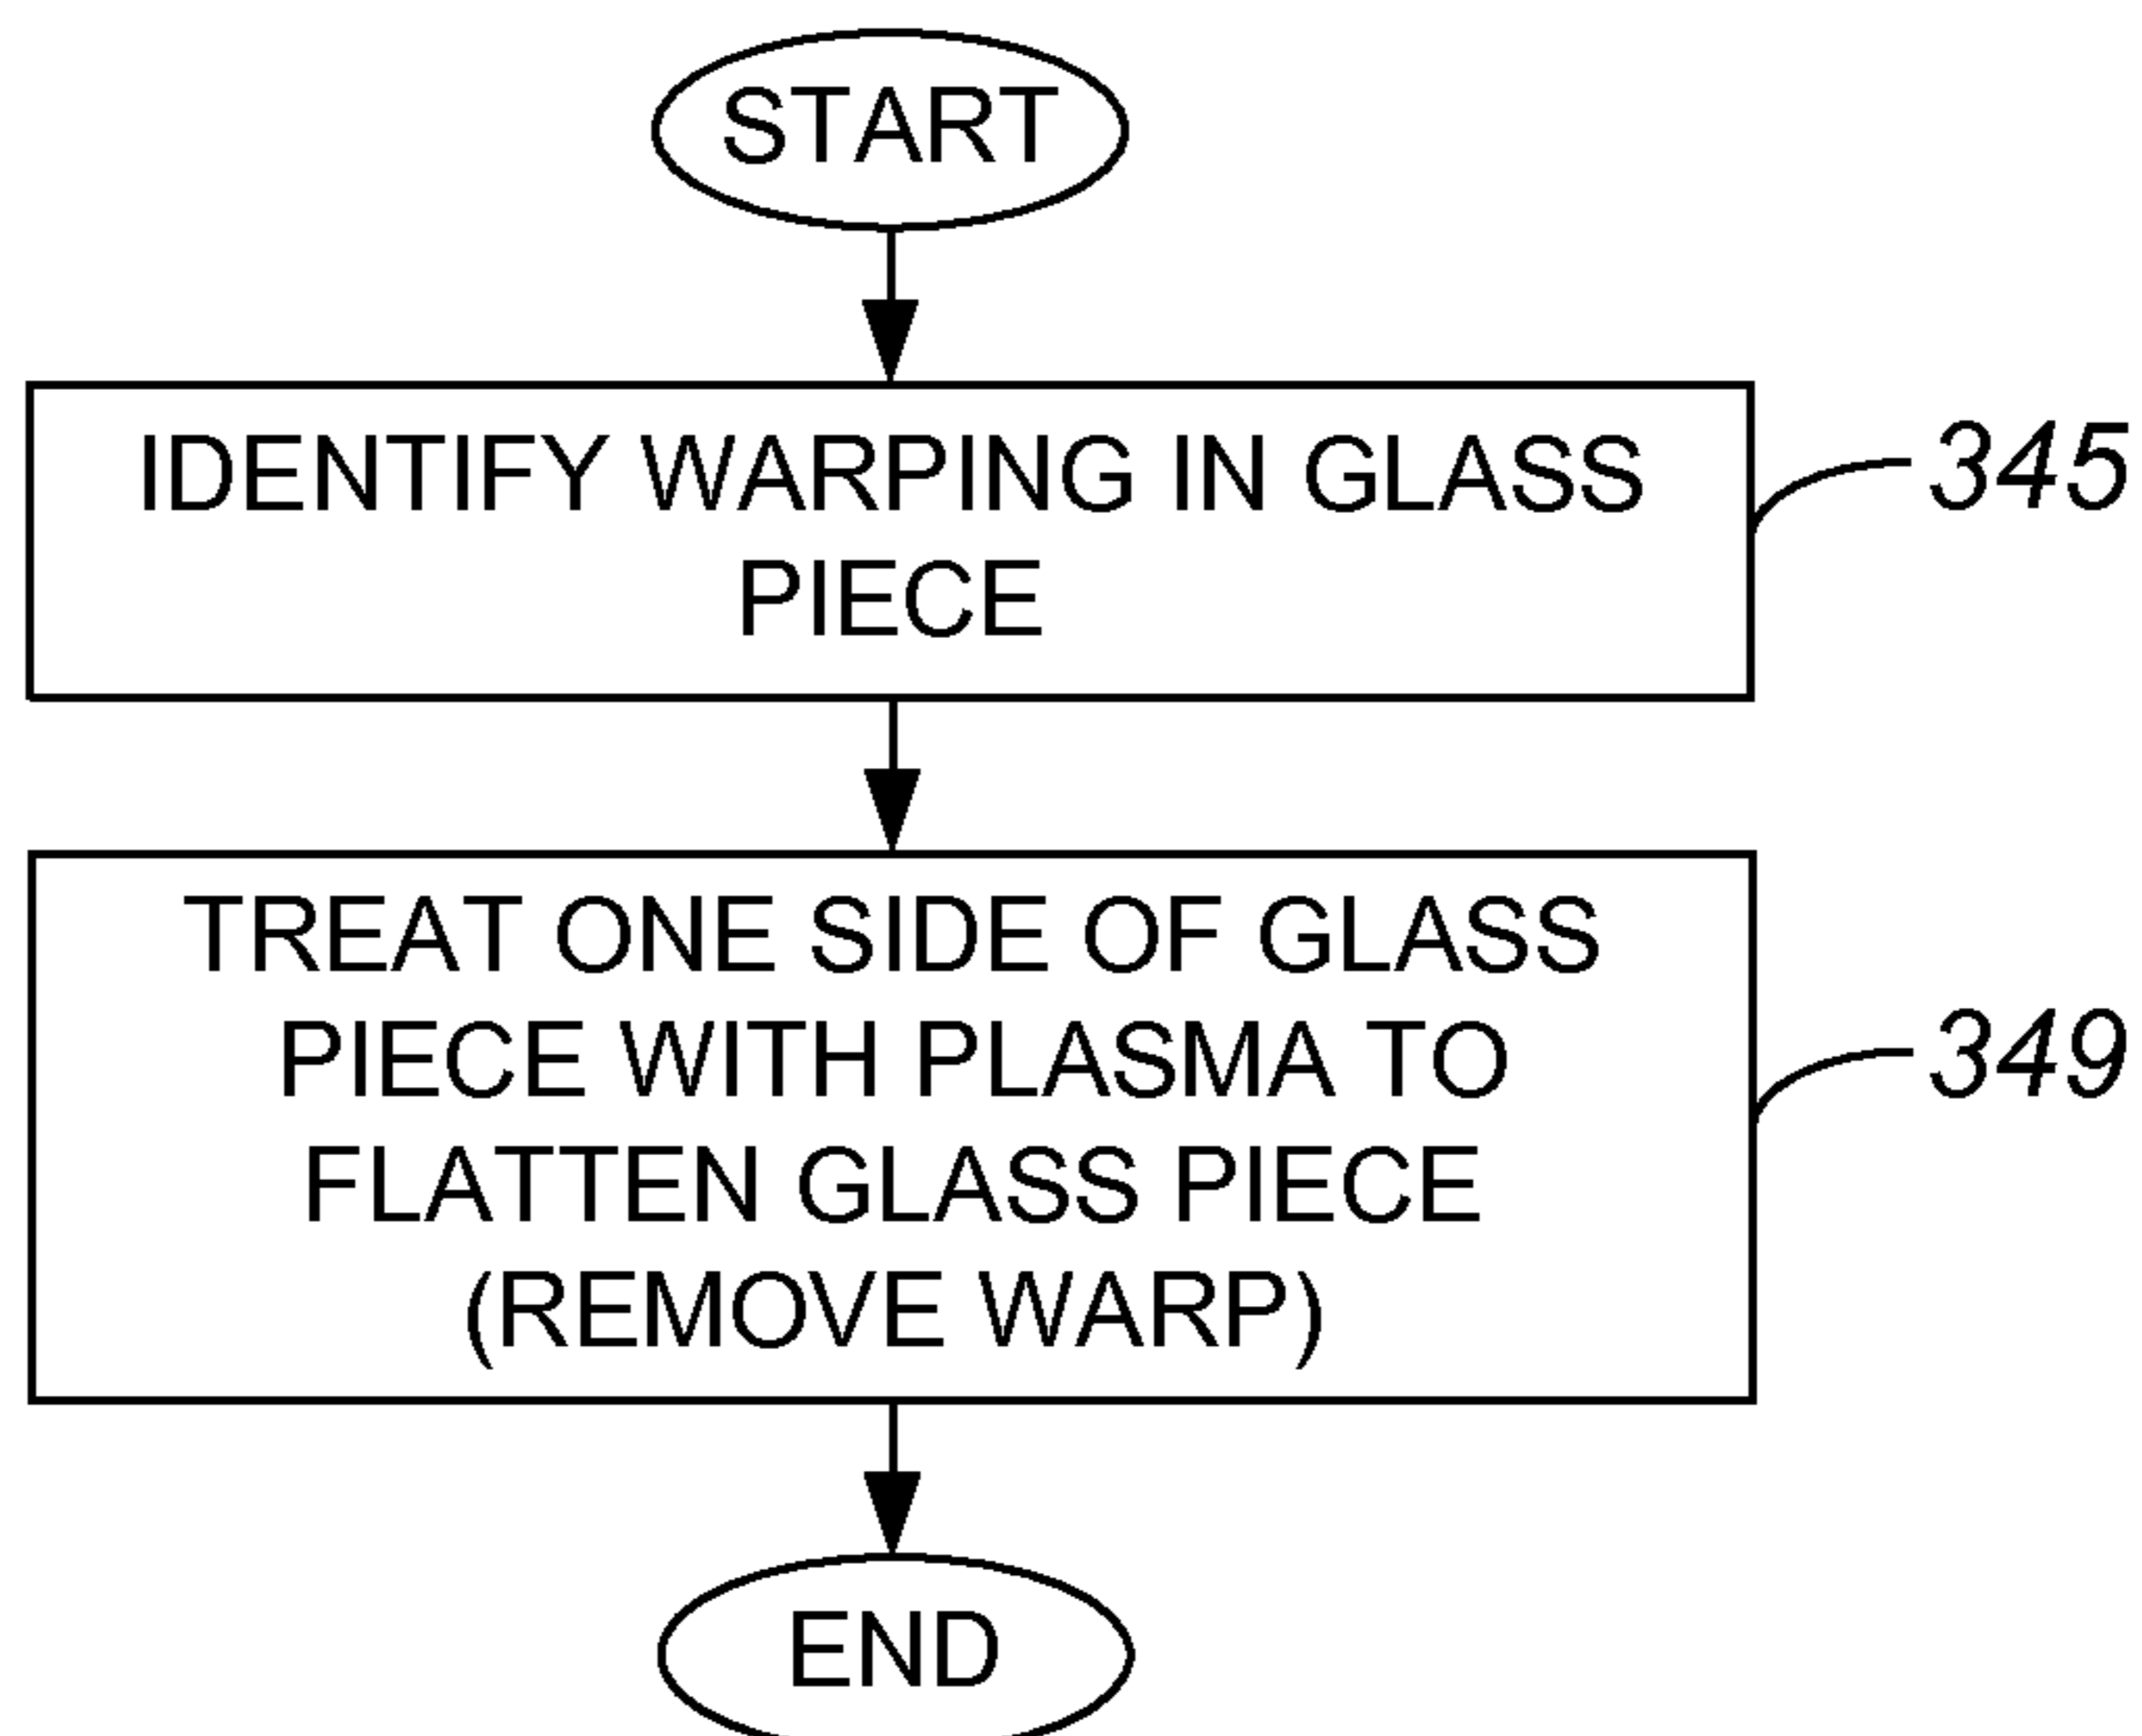 START
IDENTIFY WARPING IN GLASS
PIECE
345
TREAT ONE SIDE OF GLASS
PIECE WITH PLASMA TO
FLATTEN GLASS PIECE
(REMOVE WARP)
349
END